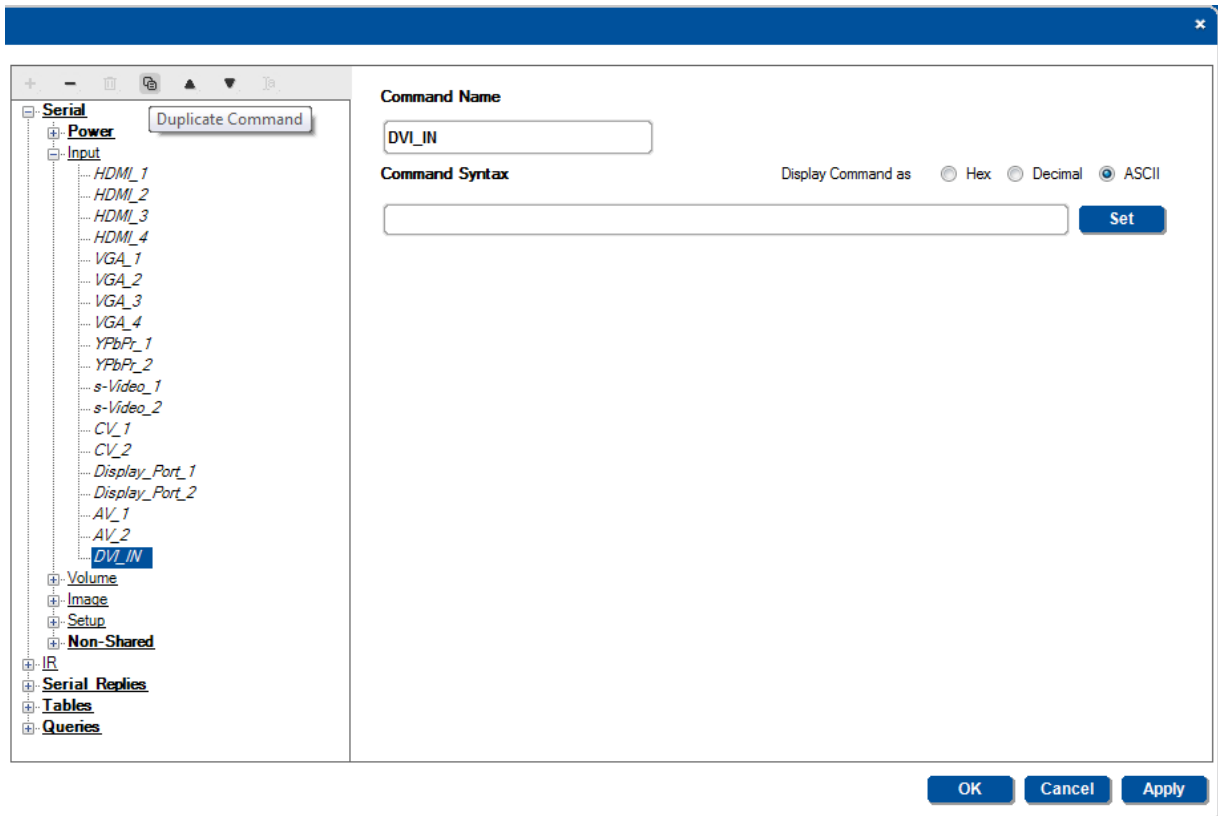 Duplicate Command
Serial
Power
Input
HDMI_1
HDMI_2
HDMI_3
HDMI_4
VGA_1
VGA_2
VGA_3
VGA_4
YPbPr_1
YPbPr_2
s-Video_1
s-Video_2
CV_1
CV_2
Display_Port_1
Display_Port_2
AV_1
AV_2
DVI_IN
Volume
Image
Setup
Non-Shared
IR
Serial Replies
Tables
Queries
Command Name
DVI_IN
Command Syntax Display Command as Hex Decimal ASCII
Set
OK Cancel Apply